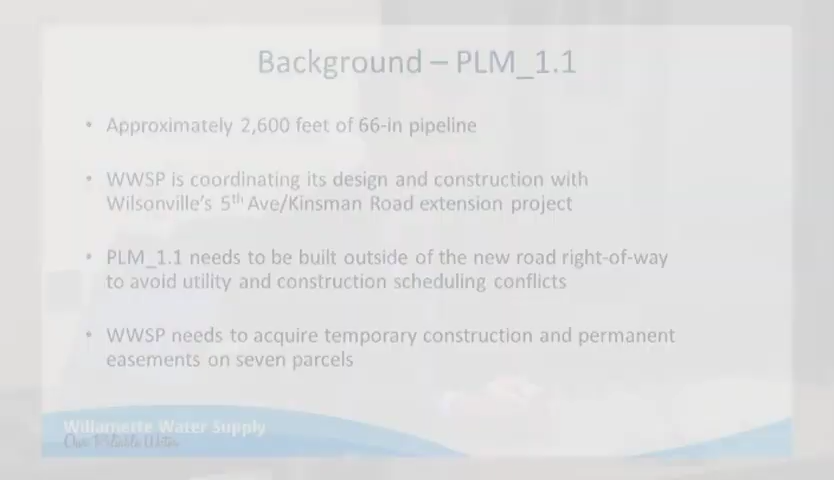 Background – PLM_1.1
• Approximately 2,600 feet of 66-in pipeline
• WWSP is coordinating its design and construction with
Wilsonville's 5th Ave/Kinsman Road extension project
• PLM_1.1 needs to be built outside of the new road right-of-way
to avoid utility and construction scheduling conflicts
• WWSP needs to acquire temporary construction and permanent
easements on seven parcels
Willamette Water Supply
Our Reliable Water